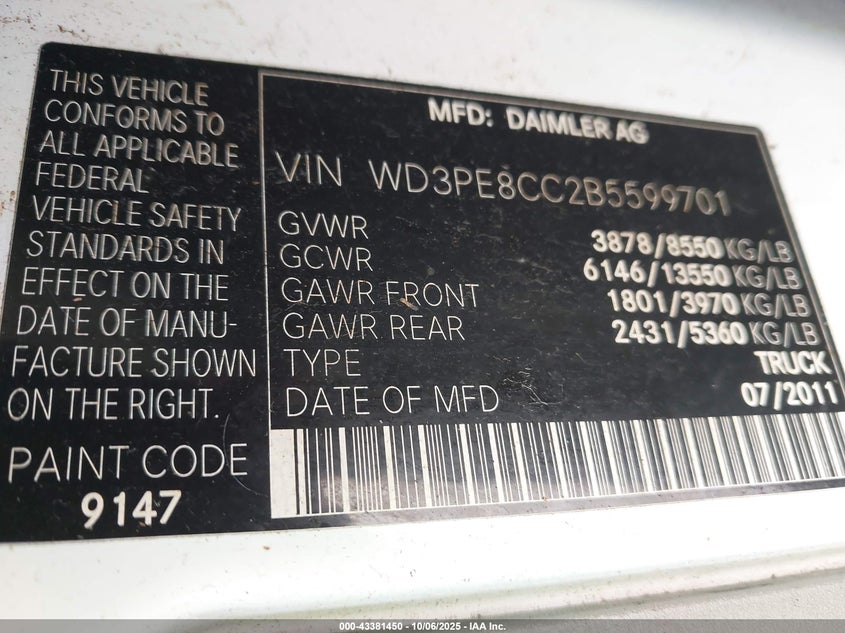 THIS VEHICLE
CONFORMS TO
ALL APPLICABLE
FEDERAL
VEHICLE SAFETY
STANDARDS IN
EFFECT ON THE
DATE OF MANU-
FACTURE SHOWN
ON THE RIGHT.
PAINT CODE
9147
MFD: DAIMLER AG
VIN WD3PE8CC2B5599701
GVWR 3878/8550 KG/LB
GCWR 6146/13550 KG/LB
GAWR FRONT 1801/3970 KG/LB
GAWR REAR 2431/5360 KG/LB
TYPE TRUCK
DATE OF MFD 07/2011
000-43381450 - 10/06/2025 - IAA Inc.